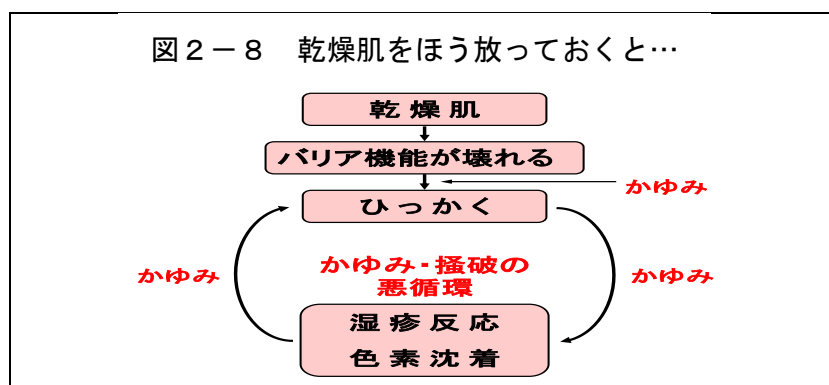 図2-8 乾燥肌をほう放っておくと…
乾燥肌
バリア機能が壊れる
かゆみ
ひっかく
かゆみ
かゆみ・掻破の
悪循環
かゆみ
湿疹反応
色素沈着